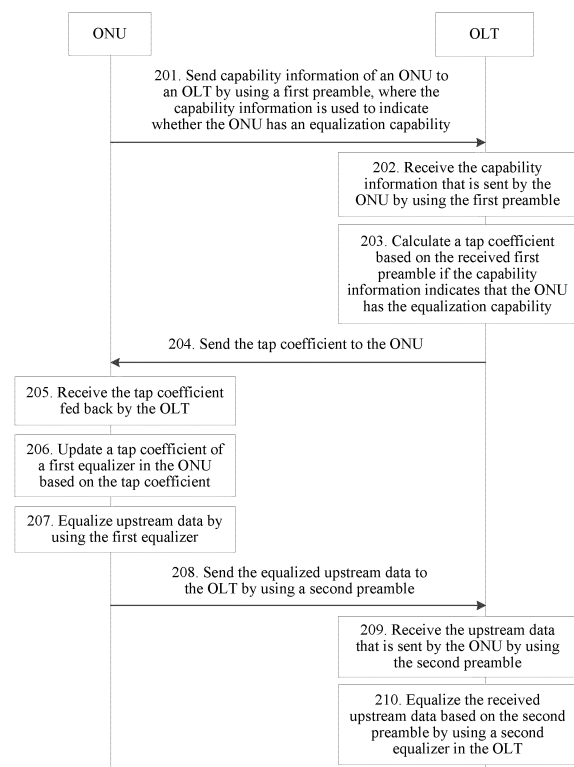 ONU
OLT
201. Send capability information of an ONU to
an OLT by using a first preamble, where the
capability information is used to indicate
whether the ONU has an equalization capability
202. Receive the capability
information that is sent by the
ONU by using the first preamble
203. Calculate a tap coefficient
based on the received first
preamble if the capability
information indicates that the ONU
has the equalization capability
204. Send the tap coefficient to the ONU
205. Receive the tap coefficient
fed back by the OLT
206. Update a tap coefficient of
a first equalizer in the ONU
based on the tap coefficient
207. Equalize upstream data by
using the first equalizer
208. Send the equalized upstream data to
the OLT by using a second preamble
209. Receive the upstream data
that is sent by the ONU by using
the second preamble
210. Equalize the received
upstream data based on the second
preamble by using a second
equalizer in the OLT